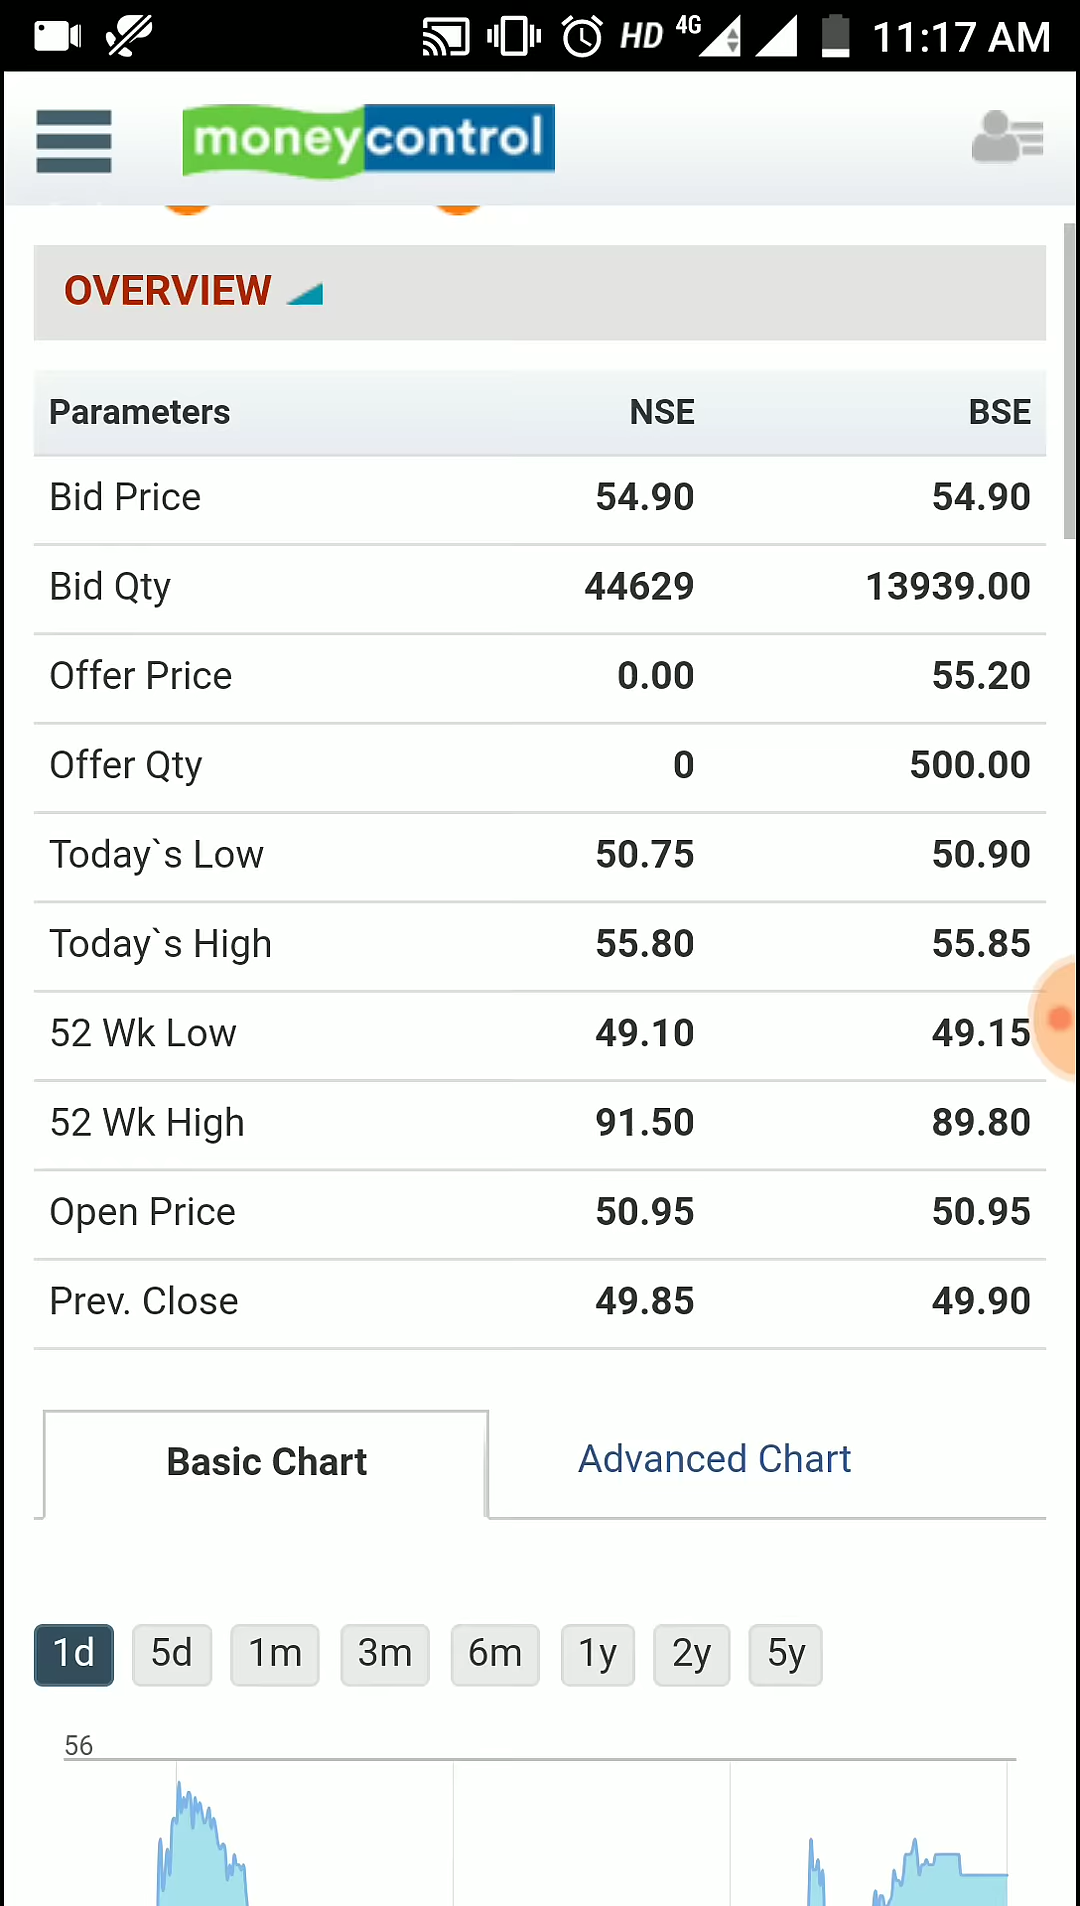 HD 4G 11:17 AM
moneycontrol
OVERVIEW
Parameters NSE BSE
Bid Price 54.90 54.90
Bid Qty 44629 13939.00
Offer Price 0.00 55.20
Offer Qty 0 500.00
Today`s Low 50.75 50.90
Today`s High 55.80 55.85
52 Wk Low 49.10 49.15
52 Wk High 91.50 89.80
Open Price 50.95 50.95
Prev. Close 49.85 49.90
Basic Chart Advanced Chart
1d 5d 1m 3m 6m 1y 2y 5y
56